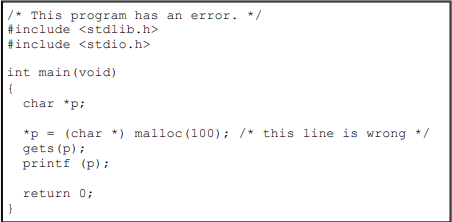 /* This program has an error. */
#include <stdlib.h>
#include <stdio.h>
int main(void)
{
char *p;
*p = (char *) malloc(100); /* this line is wrong */
gets(p);
printf (p);
return 0;
}